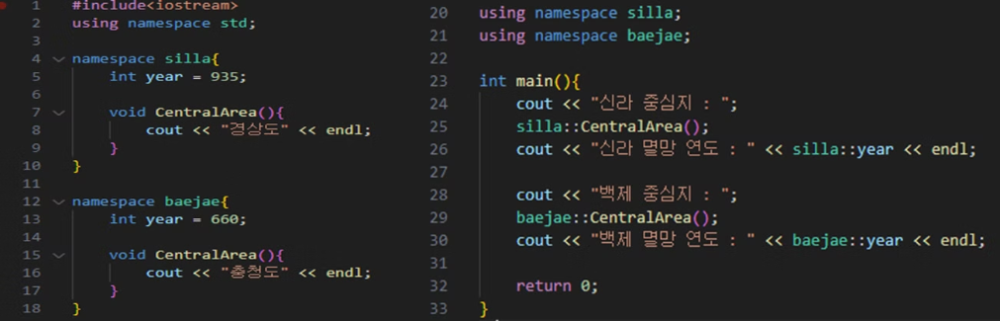 1 #include<iostream>
2 using namespace std;
3
4 namespace silla{
5 int year = 935;
6
7 void CentralArea(){
8 cout << "경상도" << endl;
9 }
10 }
11
12 namespace baejae{
13 int year = 660;
14
15 void CentralArea(){
16 cout << "충청도" << endl;
17 }
18 }
20 using namespace silla;
21 using namespace baejae;
22
23 int main(){
24 cout << "신라 중심지 : ";
25 silla::CentralArea();
26 cout << "신라 멸망 연도 : " << silla::year << endl;
27
28 cout << "백제 중심지 : ";
29 baejae::CentralArea();
30 cout << "백제 멸망 연도 : " << baejae::year << endl;
31
32 return 0;
33 }